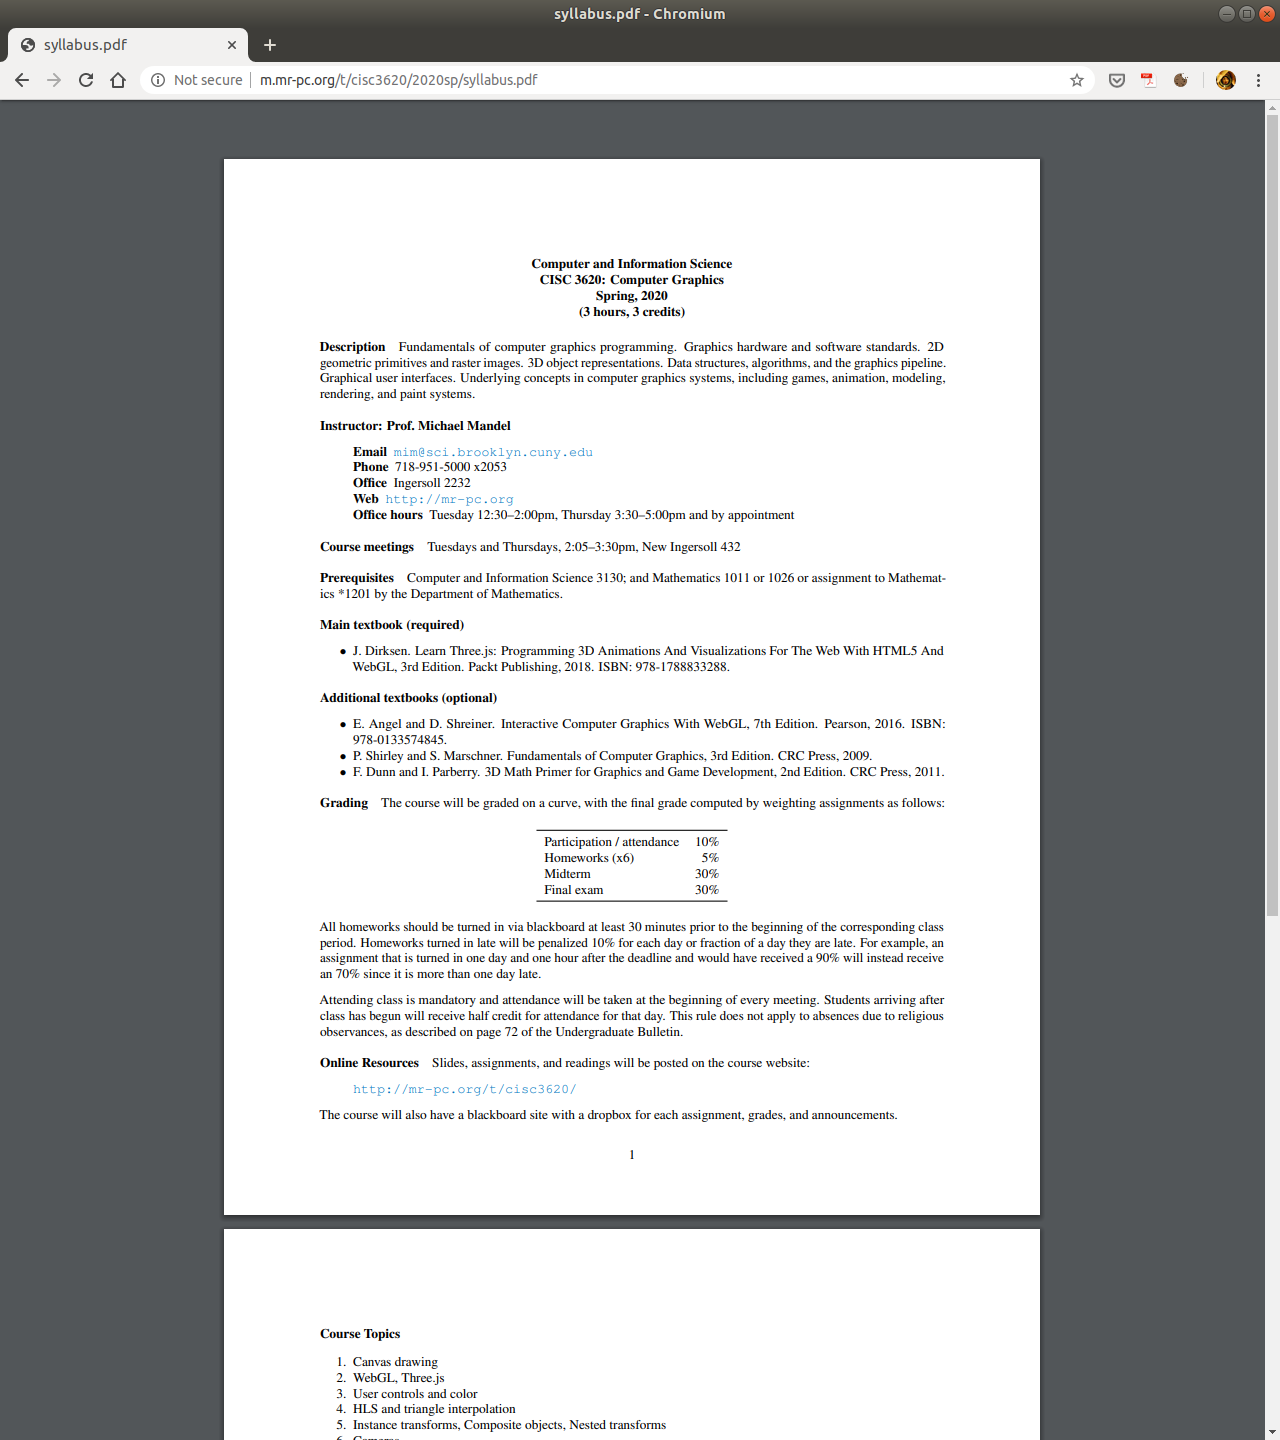 syllabus.pdf - Chromium
syllabus.pdf
Not secure | m.mr-pc.org/t/cisc3620/2020sp/syllabus.pdf
Computer and Information Science
CISC 3620: Computer Graphics
Spring, 2020
(3 hours, 3 credits)
Description Fundamentals of computer graphics programming. Graphics hardware and software standards. 2D
geometric primitives and raster images. 3D object representations. Data structures, algorithms, and the graphics pipeline.
Graphical user interfaces. Underlying concepts in computer graphics systems, including games, animation, modeling,
rendering, and paint systems.
Instructor: Prof. Michael Mandel
Email mim@sci.brooklyn.cuny.edu
Phone 718-951-5000 x2053
Office Ingersoll 2232
Web http://mr-pc.org
Office hours Tuesday 12:30–2:00pm, Thursday 3:30–5:00pm and by appointment
Course meetings Tuesdays and Thursdays, 2:05–3:30pm, New Ingersoll 432
Prerequisites Computer and Information Science 3130; and Mathematics 1011 or 1026 or assignment to Mathemat-
ics *1201 by the Department of Mathematics.
Main textbook (required)
• J. Dirksen. Learn Three.js: Programming 3D Animations And Visualizations For The Web With HTML5 And
WebGL, 3rd Edition. Packt Publishing, 2018. ISBN: 978-1788833288.
Additional textbooks (optional)
• E. Angel and D. Shreiner. Interactive Computer Graphics With WebGL, 7th Edition. Pearson, 2016. ISBN:
978-0133574845.
• P. Shirley and S. Marschner. Fundamentals of Computer Graphics, 3rd Edition. CRC Press, 2009.
• F. Dunn and I. Parberry. 3D Math Primer for Graphics and Game Development, 2nd Edition. CRC Press, 2011.
Grading The course will be graded on a curve, with the final grade computed by weighting assignments as follows:
Participation / attendance 10%
Homeworks (x6) 5%
Midterm 30%
Final exam 30%
All homeworks should be turned in via blackboard at least 30 minutes prior to the beginning of the corresponding class
period. Homeworks turned in late will be penalized 10% for each day or fraction of a day they are late. For example, an
assignment that is turned in one day and one hour after the deadline and would have received a 90% will instead receive
an 70% since it is more than one day late.
Attending class is mandatory and attendance will be taken at the beginning of every meeting. Students arriving after
class has begun will receive half credit for attendance for that day. This rule does not apply to absences due to religious
observances, as described on page 72 of the Undergraduate Bulletin.
Online Resources Slides, assignments, and readings will be posted on the course website:
http://mr-pc.org/t/cisc3620/
The course will also have a blackboard site with a dropbox for each assignment, grades, and announcements.
1
Course Topics
1. Canvas drawing
2. WebGL, Three.js
3. User controls and color
4. HLS and triangle interpolation
5. Instance transforms, Composite objects, Nested transforms